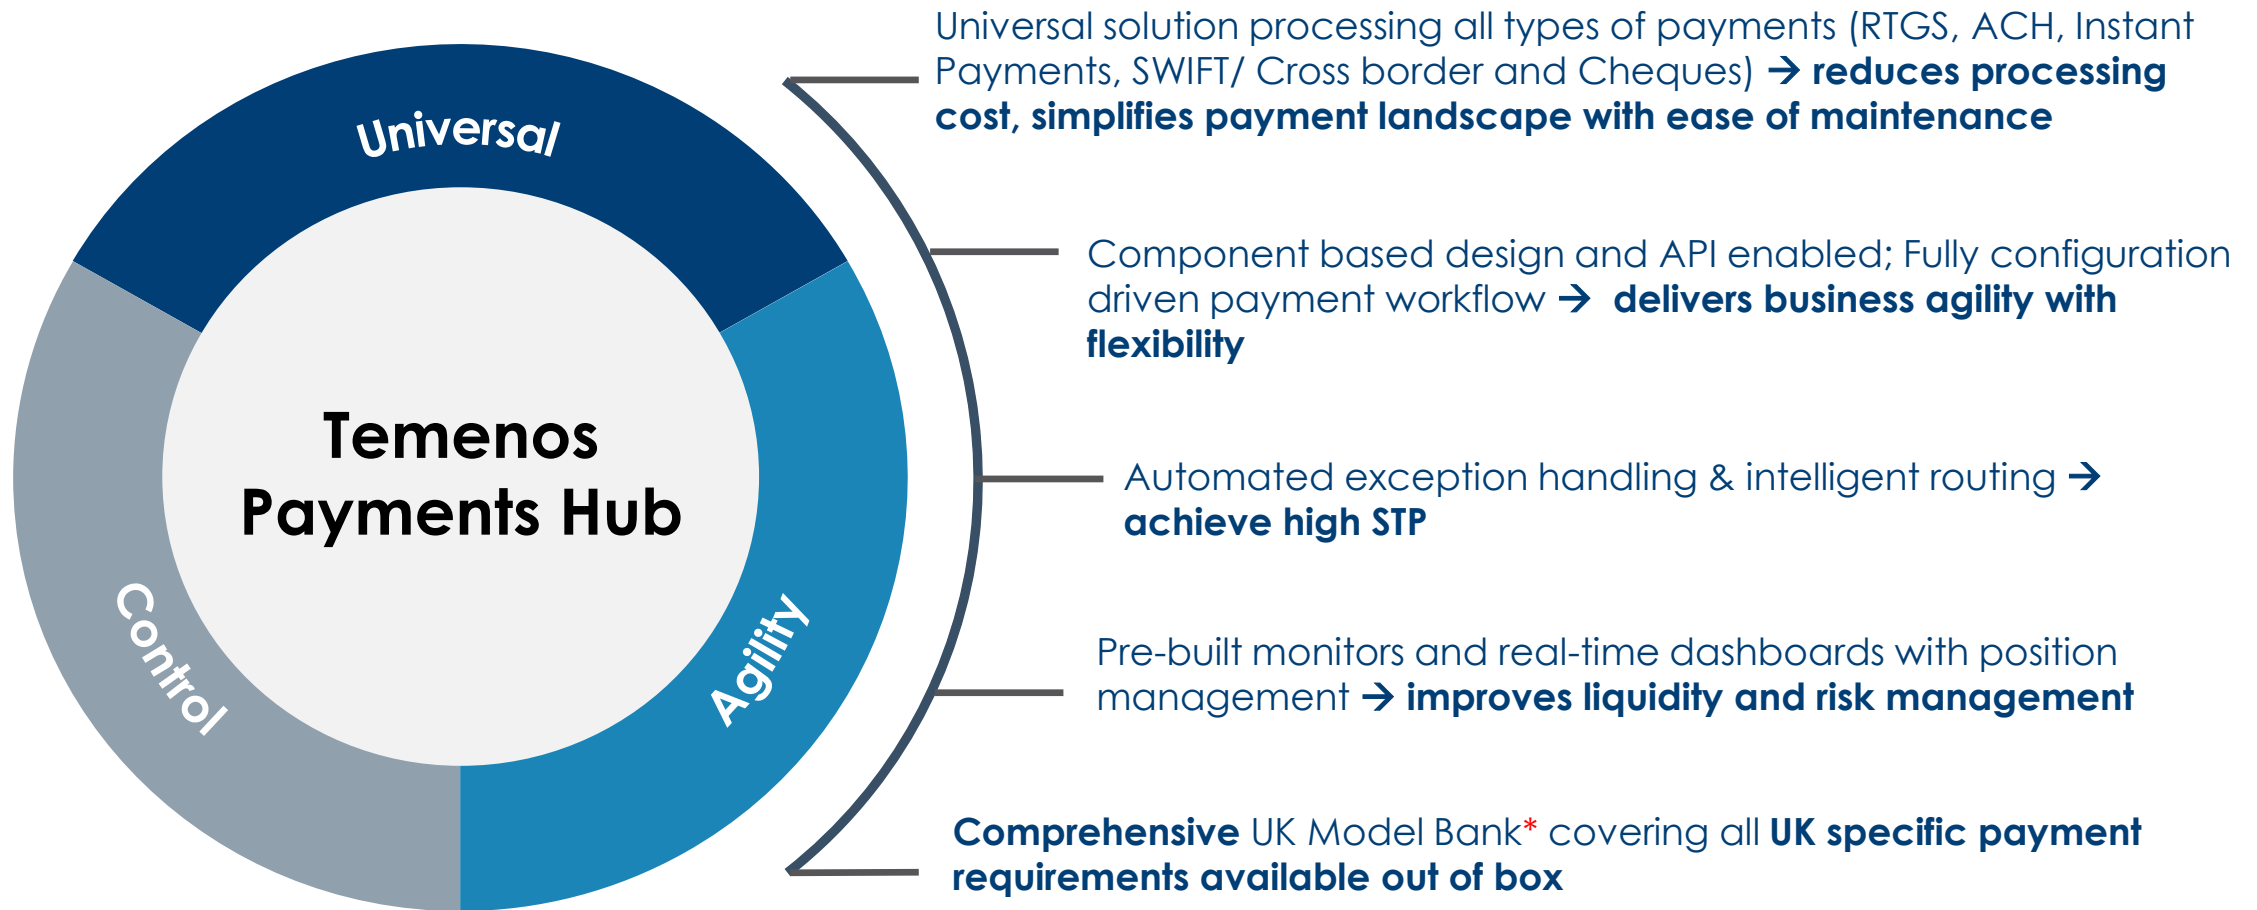 Universal
Temenos
Payments Hub
Control
Agility
Universal solution processing all types of payments (RTGS, ACH, Instant
Payments, SWIFT/ Cross border and Cheques) → reduces processing
cost, simplifies payment landscape with ease of maintenance
Component based design and API enabled; Fully configuration
driven payment workflow → delivers business agility with
flexibility
Automated exception handling & intelligent routing →
achieve high STP
Pre-built monitors and real-time dashboards with position
management → improves liquidity and risk management
Comprehensive UK Model Bank* covering all UK specific payment
requirements available out of box